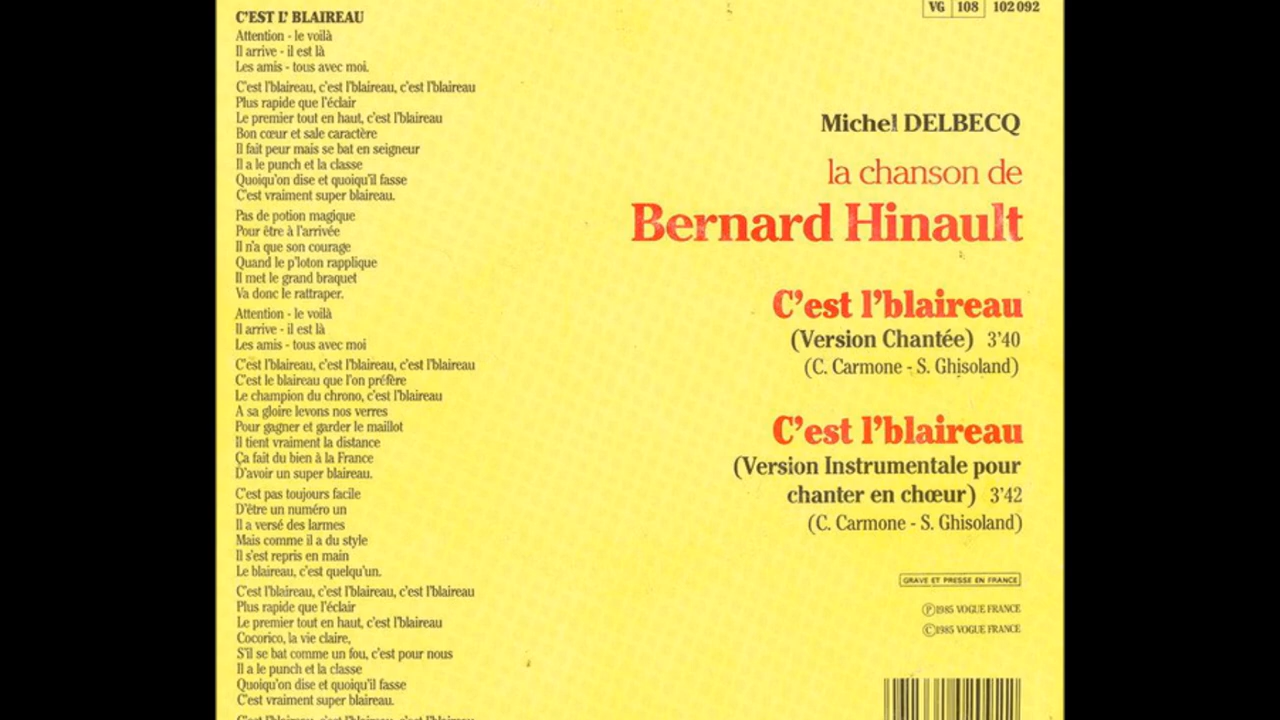 C'EST L' BLAIREAU
Attention - le voilà
Il arrive - il est là
Les amis - tous avec moi.
C'est l'blaireau, c'est l'blaireau, c'est l'blaireau
Plus rapide que l'éclair
Le premier tout en haut, c'est l'blaireau
Bon cœur et sale caractère
Il fait peur mais se bat en seigneur
Il a le punch et la classe
Quoiqu'on dise et quoiqu'il fasse
C'est vraiment super blaireau.
Pas de potion magique
Pour être à l'arrivée
Il n'a que son courage
Quand le p'loton rapplique
Il met le grand braquet
Va donc le rattraper.
Attention - le voilà
Il arrive - il est là
Les amis - tous avec moi
C'est l'blaireau, c'est l'blaireau, c'est l'blaireau
C'est le blaireau que l'on préfère
Le champion du chrono, c'est l'blaireau
A sa gloire levons nos verres
Pour gagner et garder le maillot
Il tient vraiment la distance
Ça fait du bien à la France
D'avoir un super blaireau.
C'est pas toujours facile
D'être un numéro un
Il a versé des larmes
Mais comme il a du style
Il s'est repris en main
Le blaireau, c'est quelqu'un.
C'est l'blaireau, c'est l'blaireau, c'est l'blaireau
Plus rapide que l'éclair
Le premier tout en haut, c'est l'blaireau
Cocorico, la vie claire,
S'il se bat comme un fou, c'est pour nous
Il a le punch et la classe
Quoiqu'on dise et quoiqu'il fasse
C'est vraiment super blaireau.
VG 108 102092
Michel DELBECQ
la chanson de
Bernard Hinault
C'est l'blaireau
(Version Chantée) 3'40
(C. Carmone - S. Ghisoland)
C'est l'blaireau
(Version Instrumentale pour
chanter en chœur) 3'42
(C. Carmone - S. Ghisoland)
GRAVE ET PRESSE EN FRANCE
Ⓟ1985 VOGUE FRANCE
©1985 VOGUE FRANCE